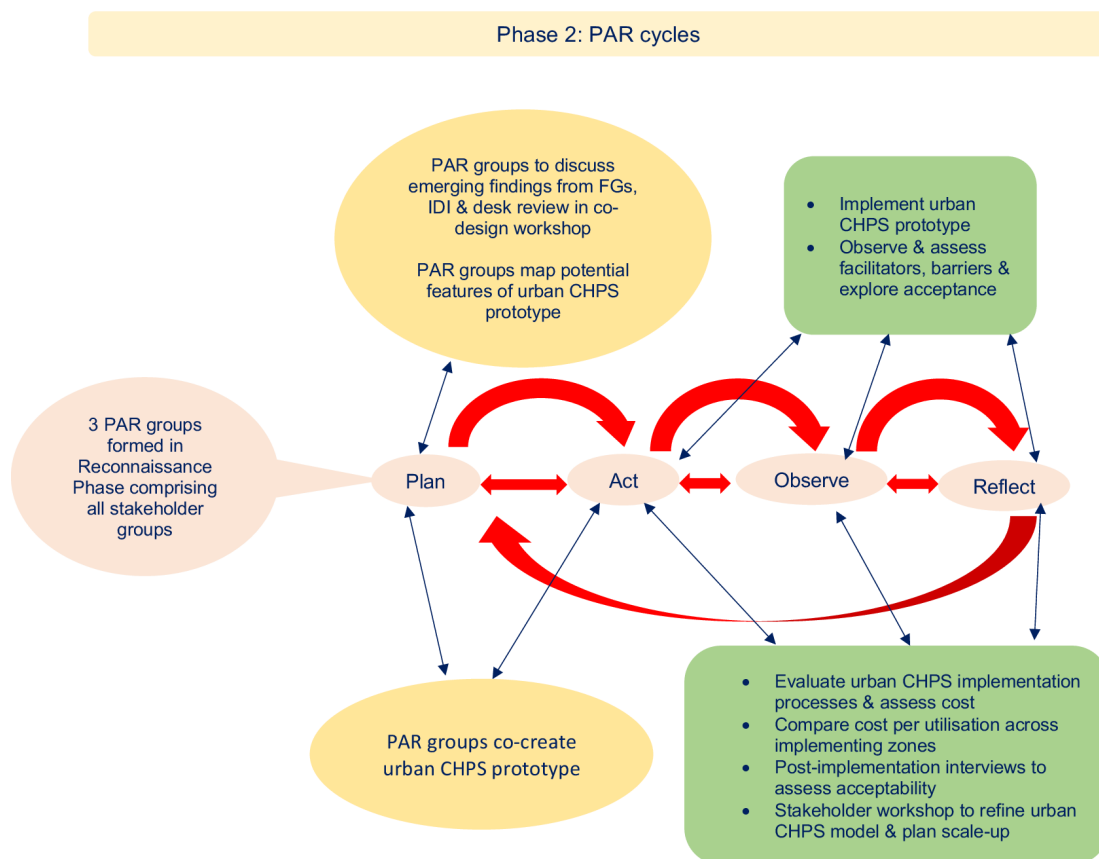 Phase 2: PAR cycles
PAR groups to discuss
emerging findings from FGs,
IDI & desk review in co-
design workshop
PAR groups map potential
features of urban CHPS
prototype
• Implement urban
CHPS prototype
• Observe & assess
facilitators, barriers &
explore acceptance
3 PAR groups
formed in
Reconnaissance
Phase comprising
all stakeholder
groups
Plan
Act
Observe
Reflect
PAR groups co-create
urban CHPS prototype
• Evaluate urban CHPS implementation
processes & assess cost
• Compare cost per utilisation across
implementing zones
• Post-implementation interviews to
assess acceptability
• Stakeholder workshop to refine urban
CHPS model & plan scale-up